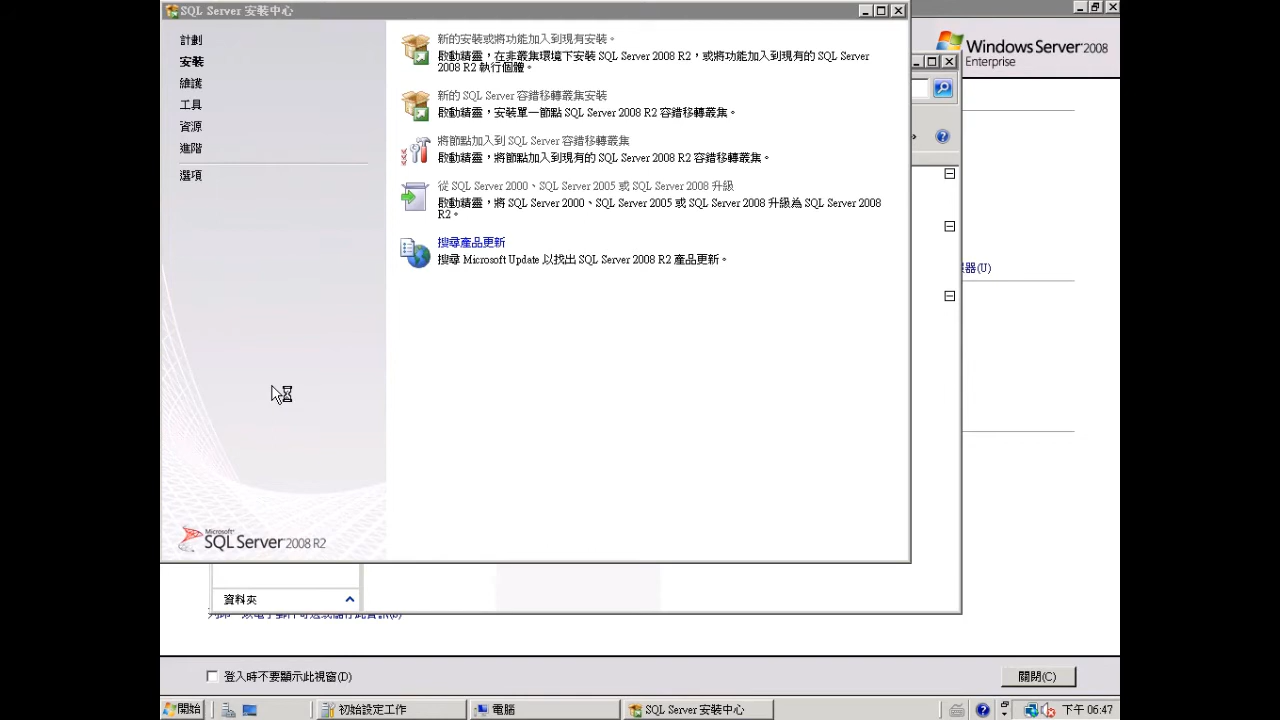 SQL Server 安裝中心
計劃
安裝
維護
工具
資源
進階
選項
新的安裝或將功能加入到現有安裝。
啟動精靈，在非叢集環境下安裝 SQL Server 2008 R2，或將功能加入到現有的 SQL Server
2008 R2 執行個體。
新的 SQL Server 容錯移轉叢集安裝
啟動精靈，安裝單一節點 SQL Server 2008 R2 容錯移轉叢集。
將節點加入到 SQL Server 容錯移轉叢集
啟動精靈，將節點加入到現有的 SQL Server 2008 R2 容錯移轉叢集。
從 SQL Server 2000、SQL Server 2005 或 SQL Server 2008 升級
啟動精靈，將 SQL Server 2000、SQL Server 2005 或 SQL Server 2008 升級為 SQL Server
R2。
搜尋產品更新
搜尋 Microsoft Update 以找出 SQL Server 2008 R2 產品更新。
Microsoft
SQL Server 2008 R2
Windows Server 2008
Enterprise
器(U)
資料夾
登入時不要顯示此視窗(D)
關閉(C)
開始
初始設定工作
電腦
SQL Server 安裝中心
下午 06:47